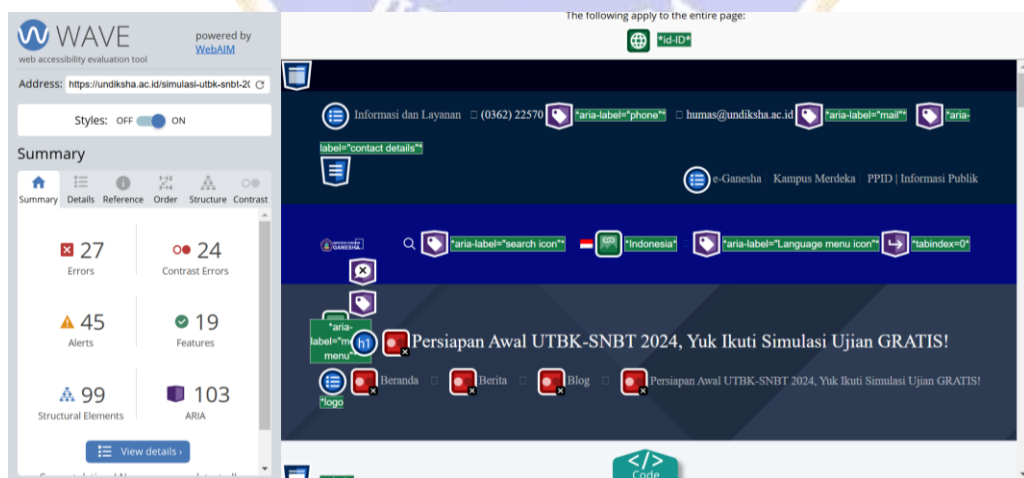 The following apply to the entire page:
*id-ID*
WAVE
powered by
WebAIM
web accessibility evaluation tool
Address: https://undiksha.ac.id/simulasi-utbk-snbt-2
Styles: OFF ON
Summary
Summary Details Reference Order Structure Contrast
27
Errors
24
Contrast Errors
45
Alerts
19
Features
99
Structural Elements
103
ARIA
View details ›
Informasi dan Layanan (0362) 22570 *aria-label="phone"* humas@undiksha.ac.id *aria-label="mail"* *aria-
label="contact details"*
e-Ganesha Kampus Merdeka PPID | Informasi Publik
GANESHA
*aria-label="search icon"* *Indonesia* *aria-label="Language menu icon"* *tabindex=0*
*aria-
menu"*
h1
Persiapan Awal UTBK-SNBT 2024, Yuk Ikuti Simulasi Ujian GRATIS!
Beranda Berita Blog Persiapan Awal UTBK-SNBT 2024, Yuk Ikuti Simulasi Ujian GRATIS!
*logo
</>
Code